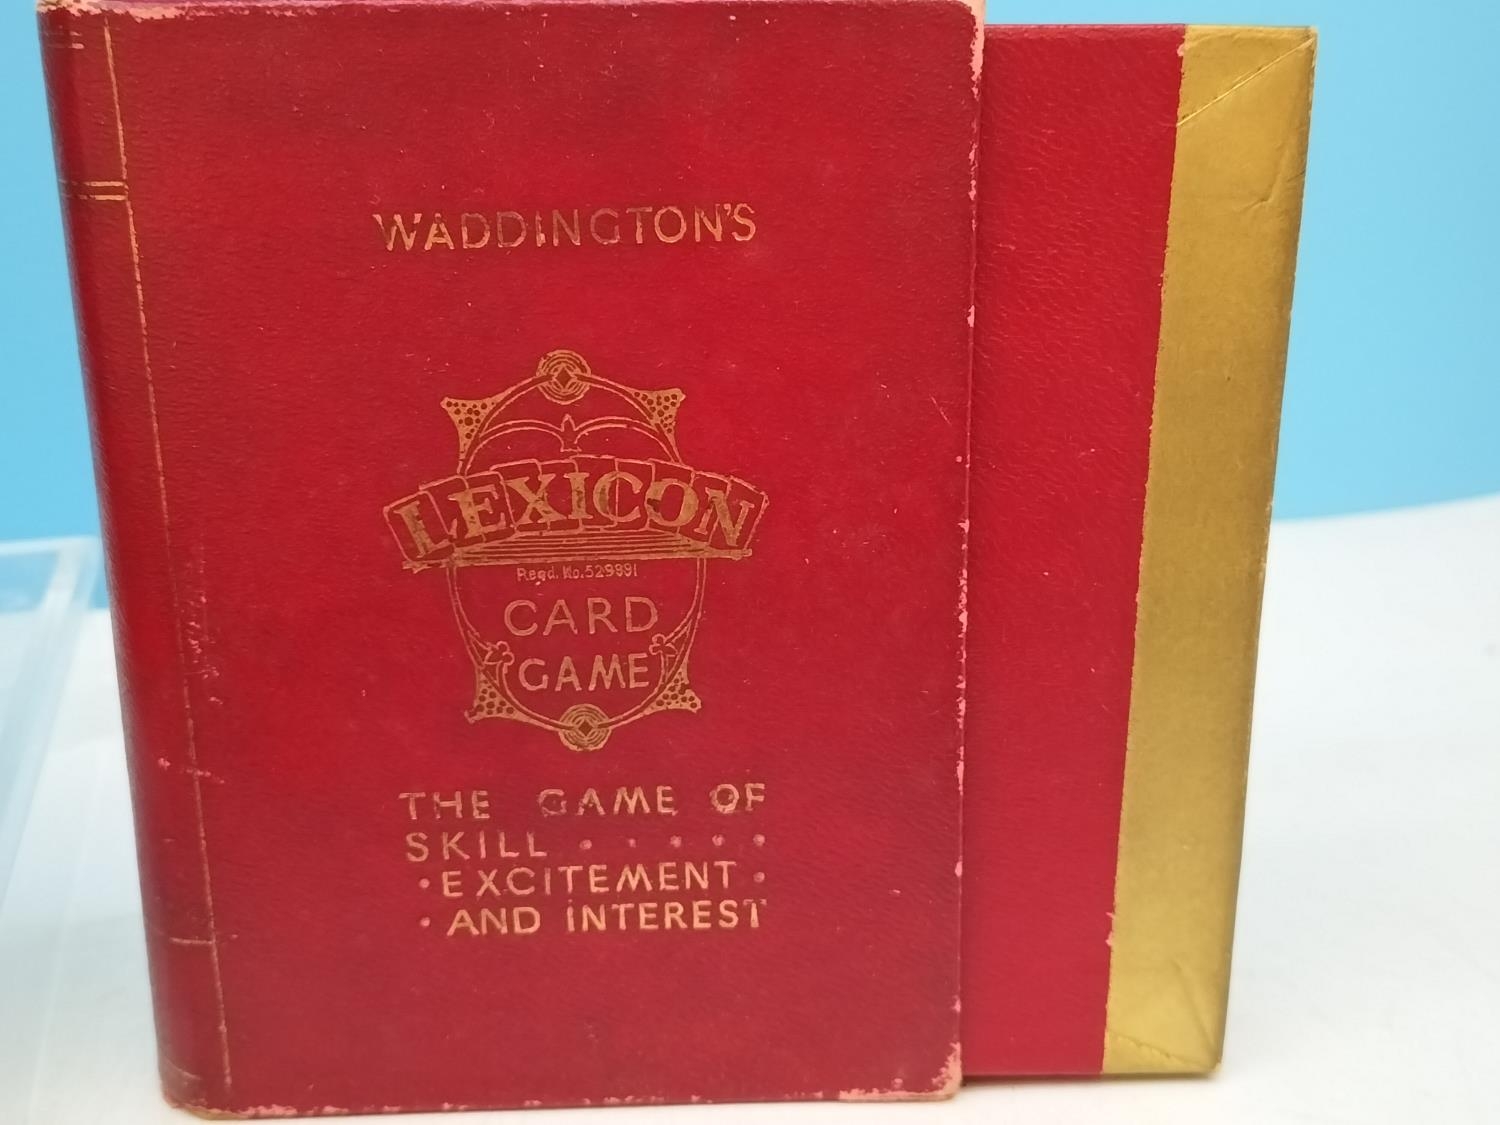 WADDINGTON'S
LEXICON
Regd. No. 529991
CARD
GAME
THE GAME OF
SKILL · · · · ·
· EXCITEMENT ·
· AND INTEREST